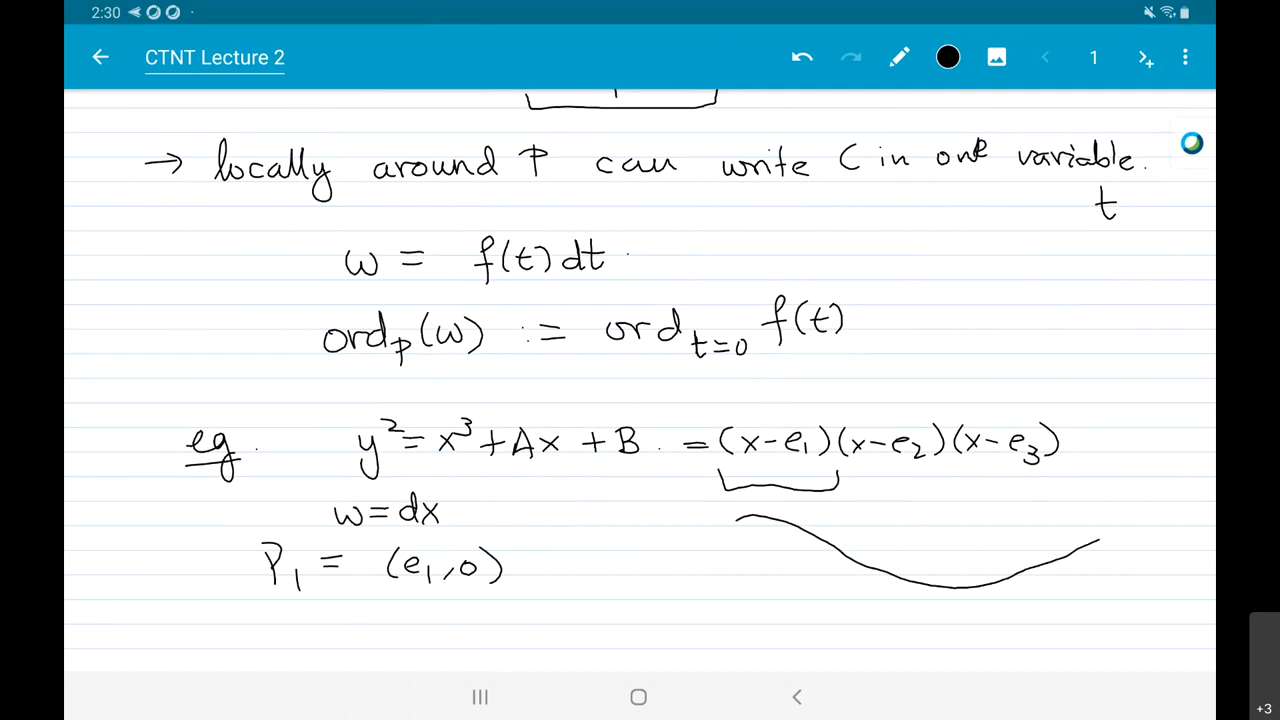 2:30
CTNT Lecture 2
1
→ locally around P can write C in one variable.
t
ω = f(t) dt.
ord_P(ω) := ord_{t=0} f(t)
eg. y² = x³ + Ax + B. = (x-e₁)(x-e₂)(x-e₃)
ω = dx
P₁ = (e₁, 0)
+3